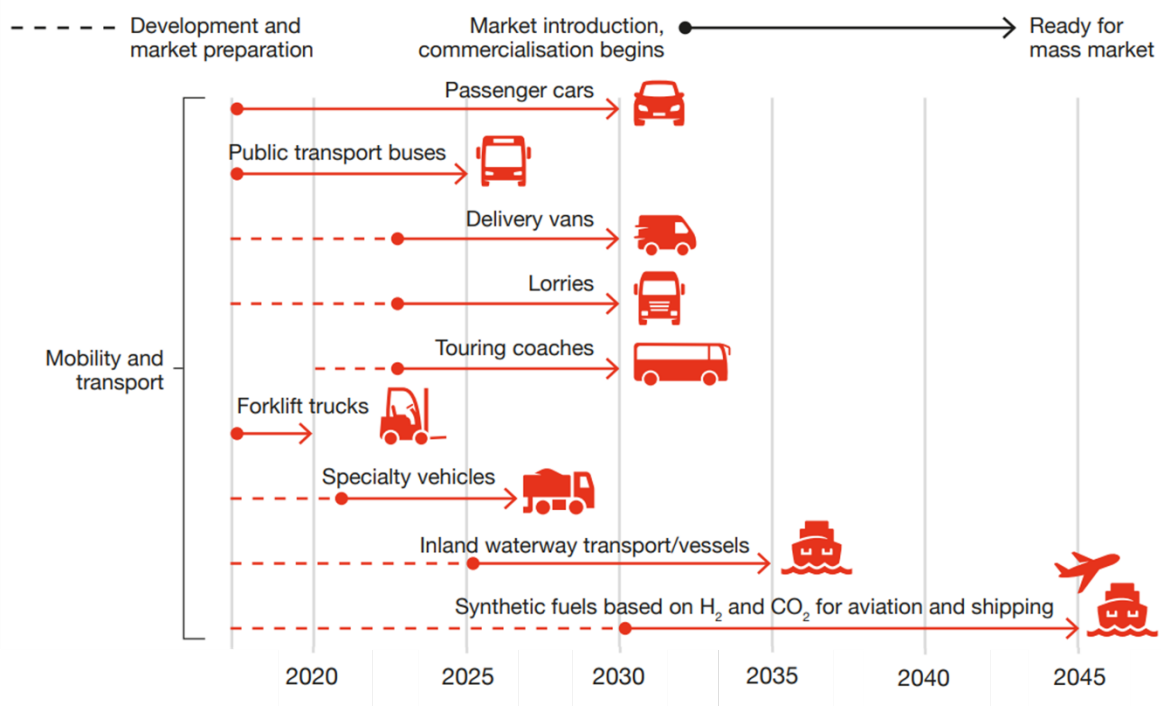 Development and
market preparation
Market introduction,
commercialisation begins
Ready for
mass market
Passenger cars
Public transport buses
Delivery vans
Lorries
Touring coaches
Mobility and
transport
Forklift trucks
Specialty vehicles
Inland waterway transport/vessels
Synthetic fuels based on H₂ and CO₂ for aviation and shipping
2020 2025 2030 2035 2040 2045